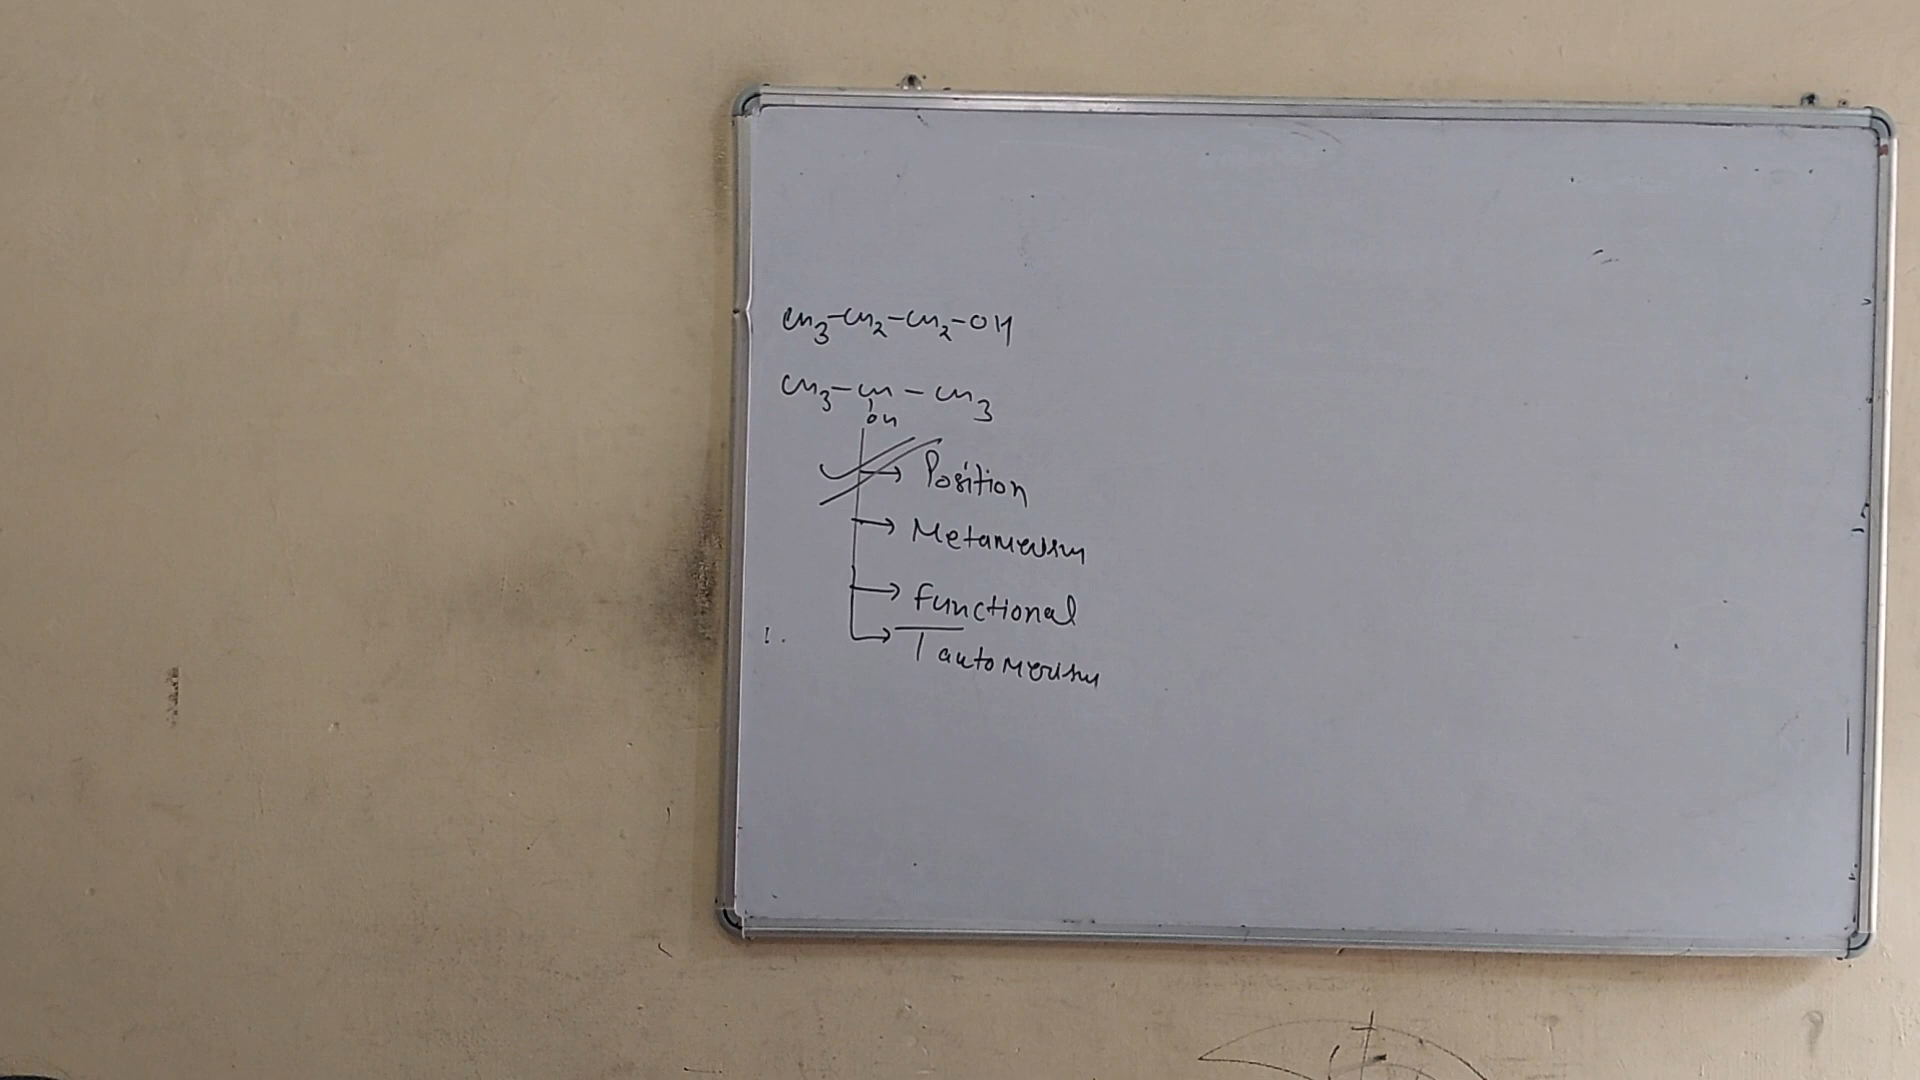 CH3-CH2-CH2-OH
CH3-CH-CH3
OH
→ Position
→ Metamerism
→ Functional
→ Tautomerism